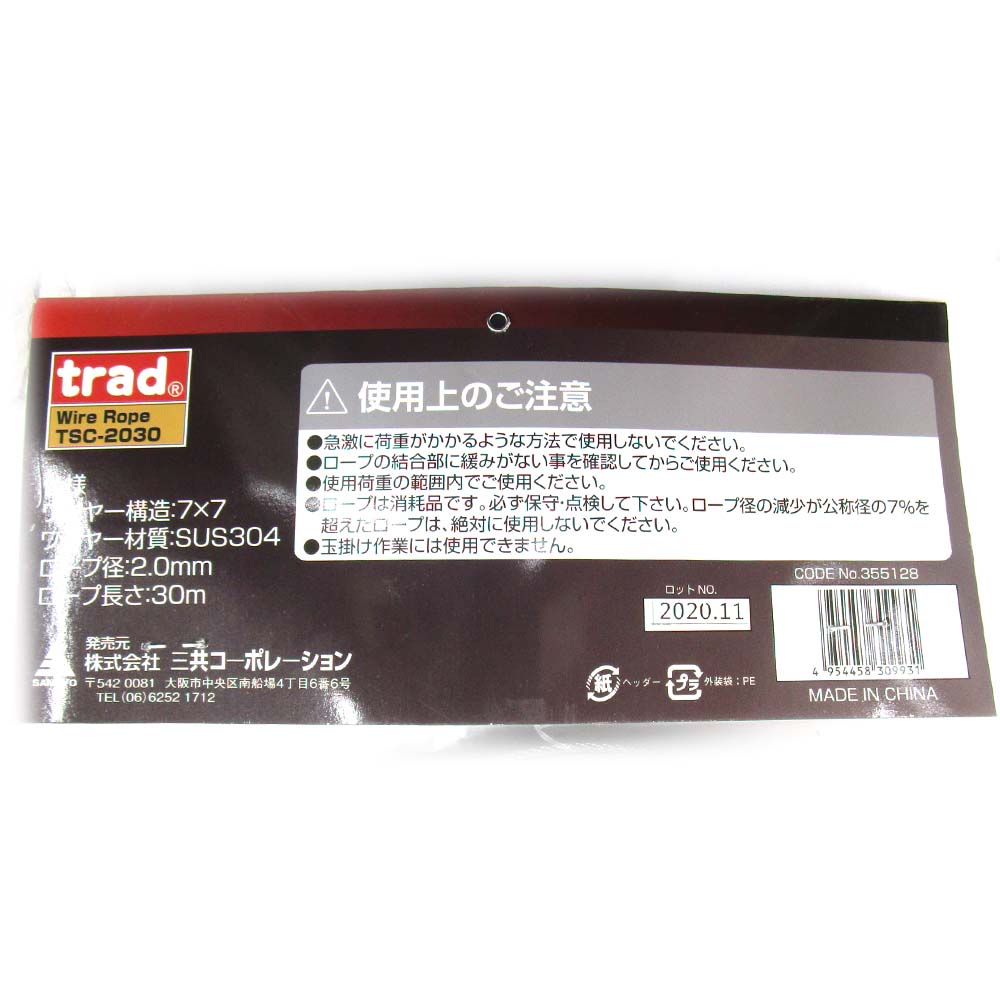 trad®
Wire Rope
TSC-2030
様
ヤー構造:7×7
ワイヤー材質:SUS304
ロープ径:2.0mm
ロープ長さ:30m
発売元
株式会社 三共コーポレーション
〒542 0081 大阪市中央区南船場4丁目6番6号
TEL(06)6252 1712
使用上のご注意
●急激に荷重がかかるような方法で使用しないでください。
●ロープの結合部に緩みがない事を確認してからご使用ください。
●使用荷重の範囲内でご使用ください。
●ロープは消耗品です。必ず保守・点検して下さい。ロープ径の減少が公称径の7%を
超えたロープは、絶対に使用しないでください。
●玉掛け作業には使用できません。
ロットNO.
2020.11
CODE No.355128
4 954458 309931
紙 ヘッダー プラ 外装袋:PE
MADE IN CHINA